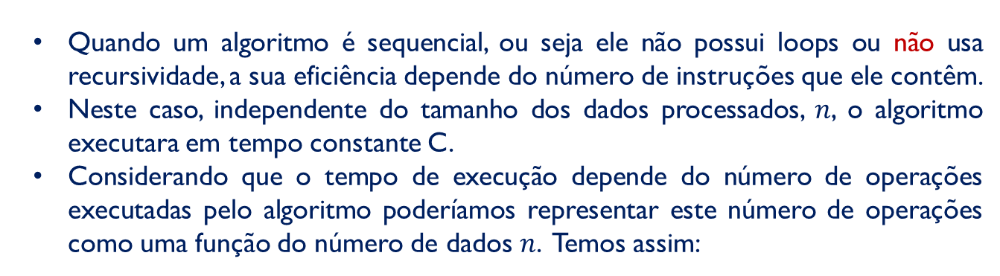 • Quando um algoritmo é sequencial, ou seja ele não possui loops ou não usa
recursividade, a sua eficiência depende do número de instruções que ele contêm.
• Neste caso, independente do tamanho dos dados processados, n, o algoritmo
executara em tempo constante C.
• Considerando que o tempo de execução depende do número de operações
executadas pelo algoritmo poderíamos representar este número de operações
como uma função do número de dados n. Temos assim: